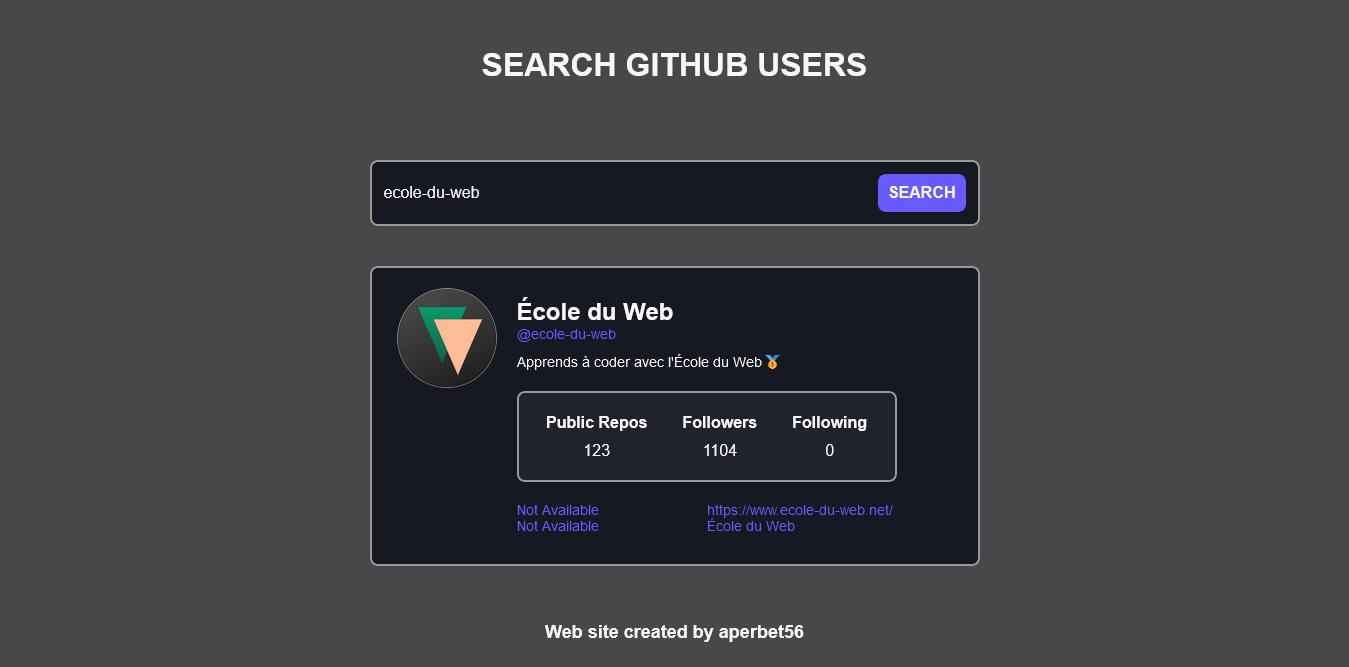 SEARCH GITHUB USERS
ecole-du-web
SEARCH
École du Web
@ecole-du-web
Apprends à coder avec l'École du Web 🏅
Public Repos Followers Following
123 1104 0
Not Available https://www.ecole-du-web.net/
Not Available École du Web
Web site created by aperbet56